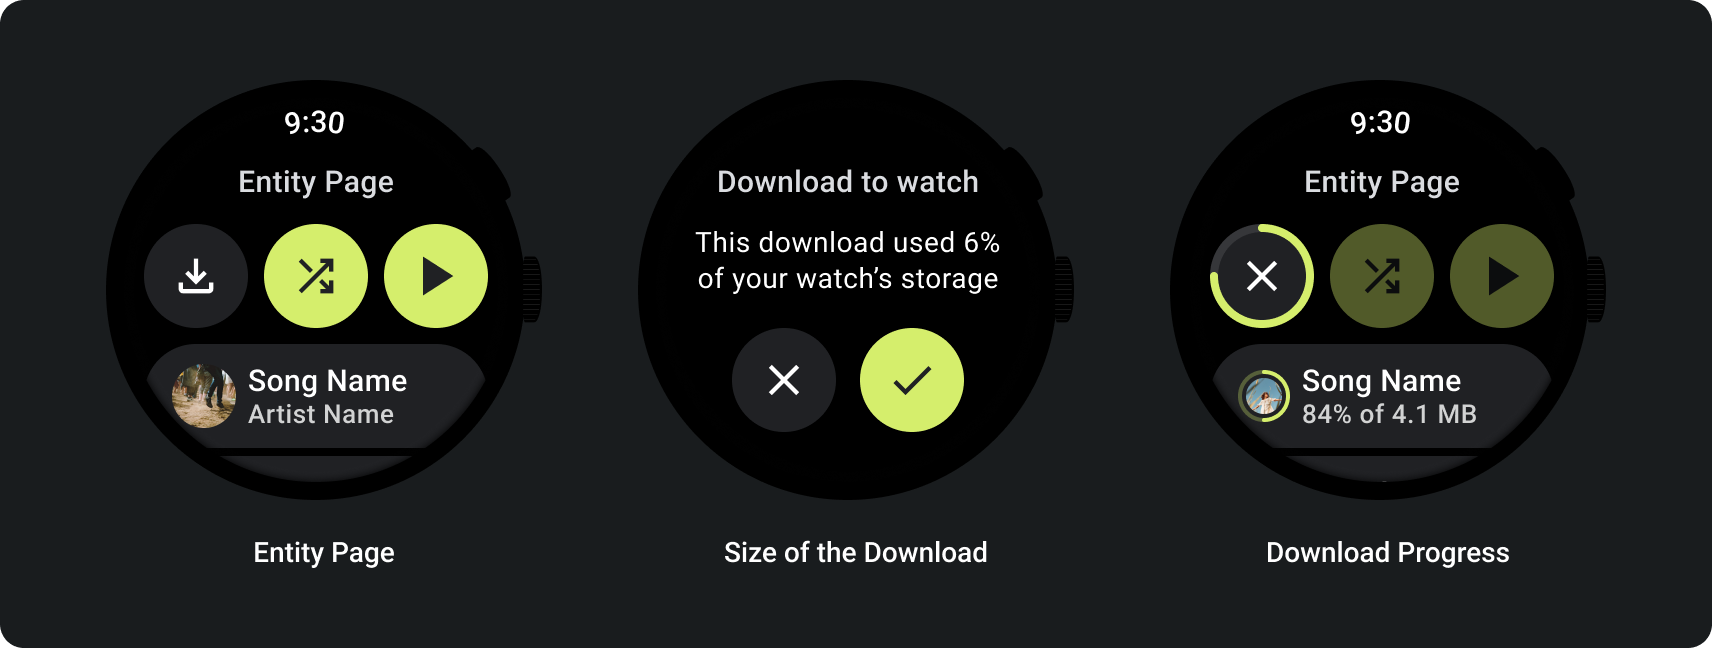 9:30
Entity Page
Song Name
Artist Name
Entity Page
Download to watch
This download used 6%
of your watch’s storage
Size of the Download
9:30
Entity Page
Song Name
84% of 4.1 MB
Download Progress